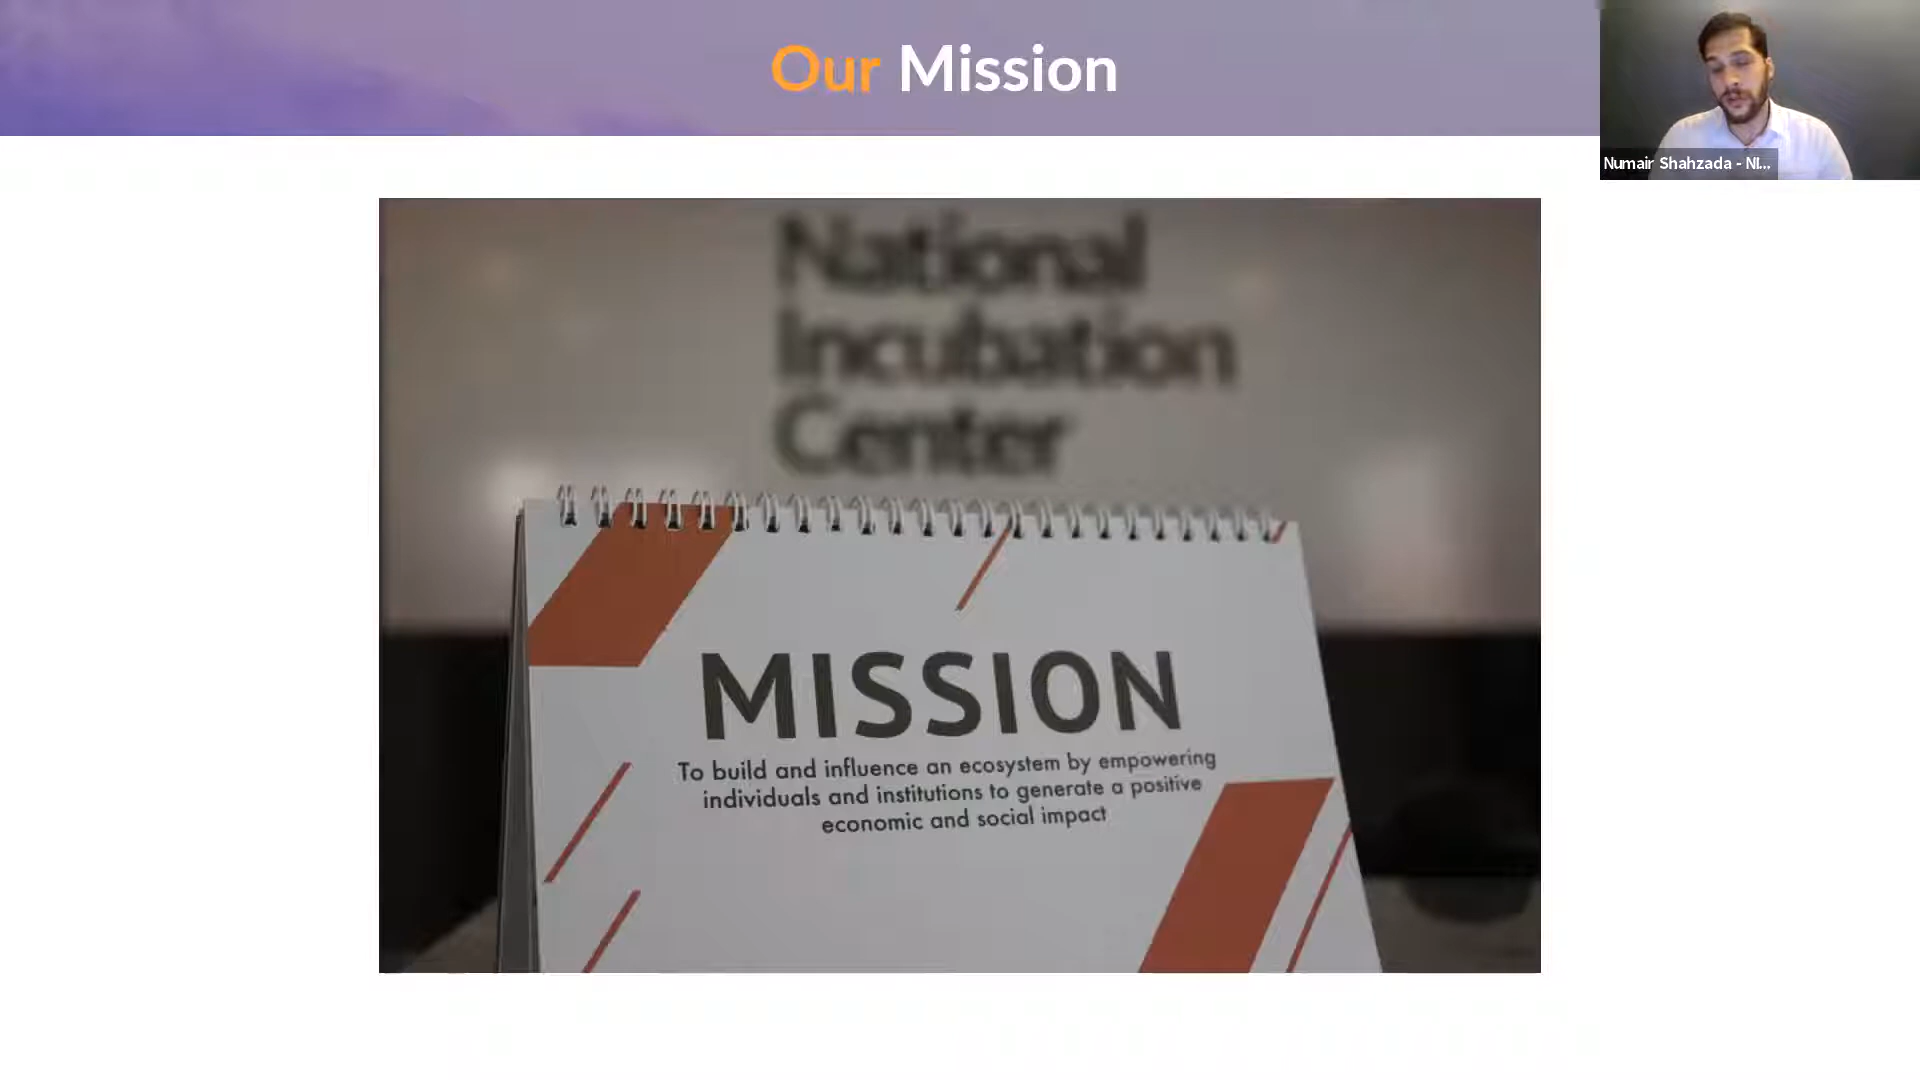 Our Mission
Numair Shahzada - NI...
National
Incubation
Center
MISSION
To build and influence an ecosystem by empowering
individuals and institutions to generate a positive
economic and social impact